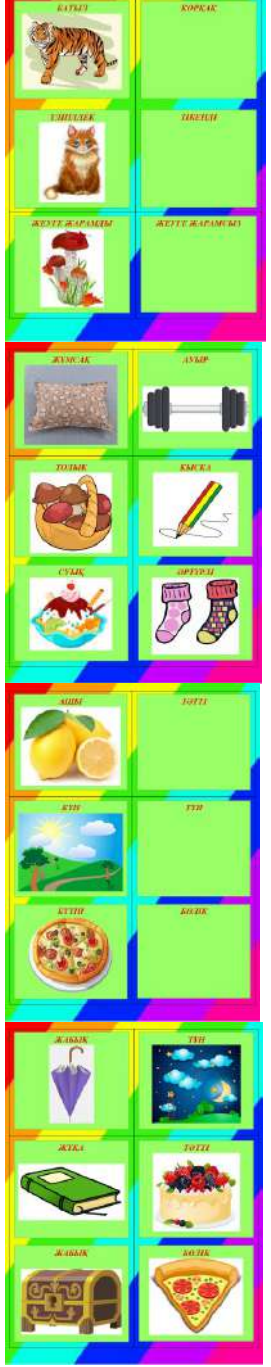 БАТЫЛ ҚОРҚАҚ
ҮЛПІЛДЕК ТІКЕНДІ
ЖЕУГЕ ЖАРАМДЫ ЖЕУГЕ ЖАРАМСЫЗ
ЖҰМСАҚ АУЫР
ТОЛЫҚ ҚЫСҚА
СУЫҚ ӘРТҮРЛІ
АЩЫ ТӘТТІ
КҮН ТҮН
БҮТІН БӨЛІК
ЖАБЫҚ ТҮН
ЖҰҚА ТӘТТІ
ЖАБЫҚ БӨЛІК